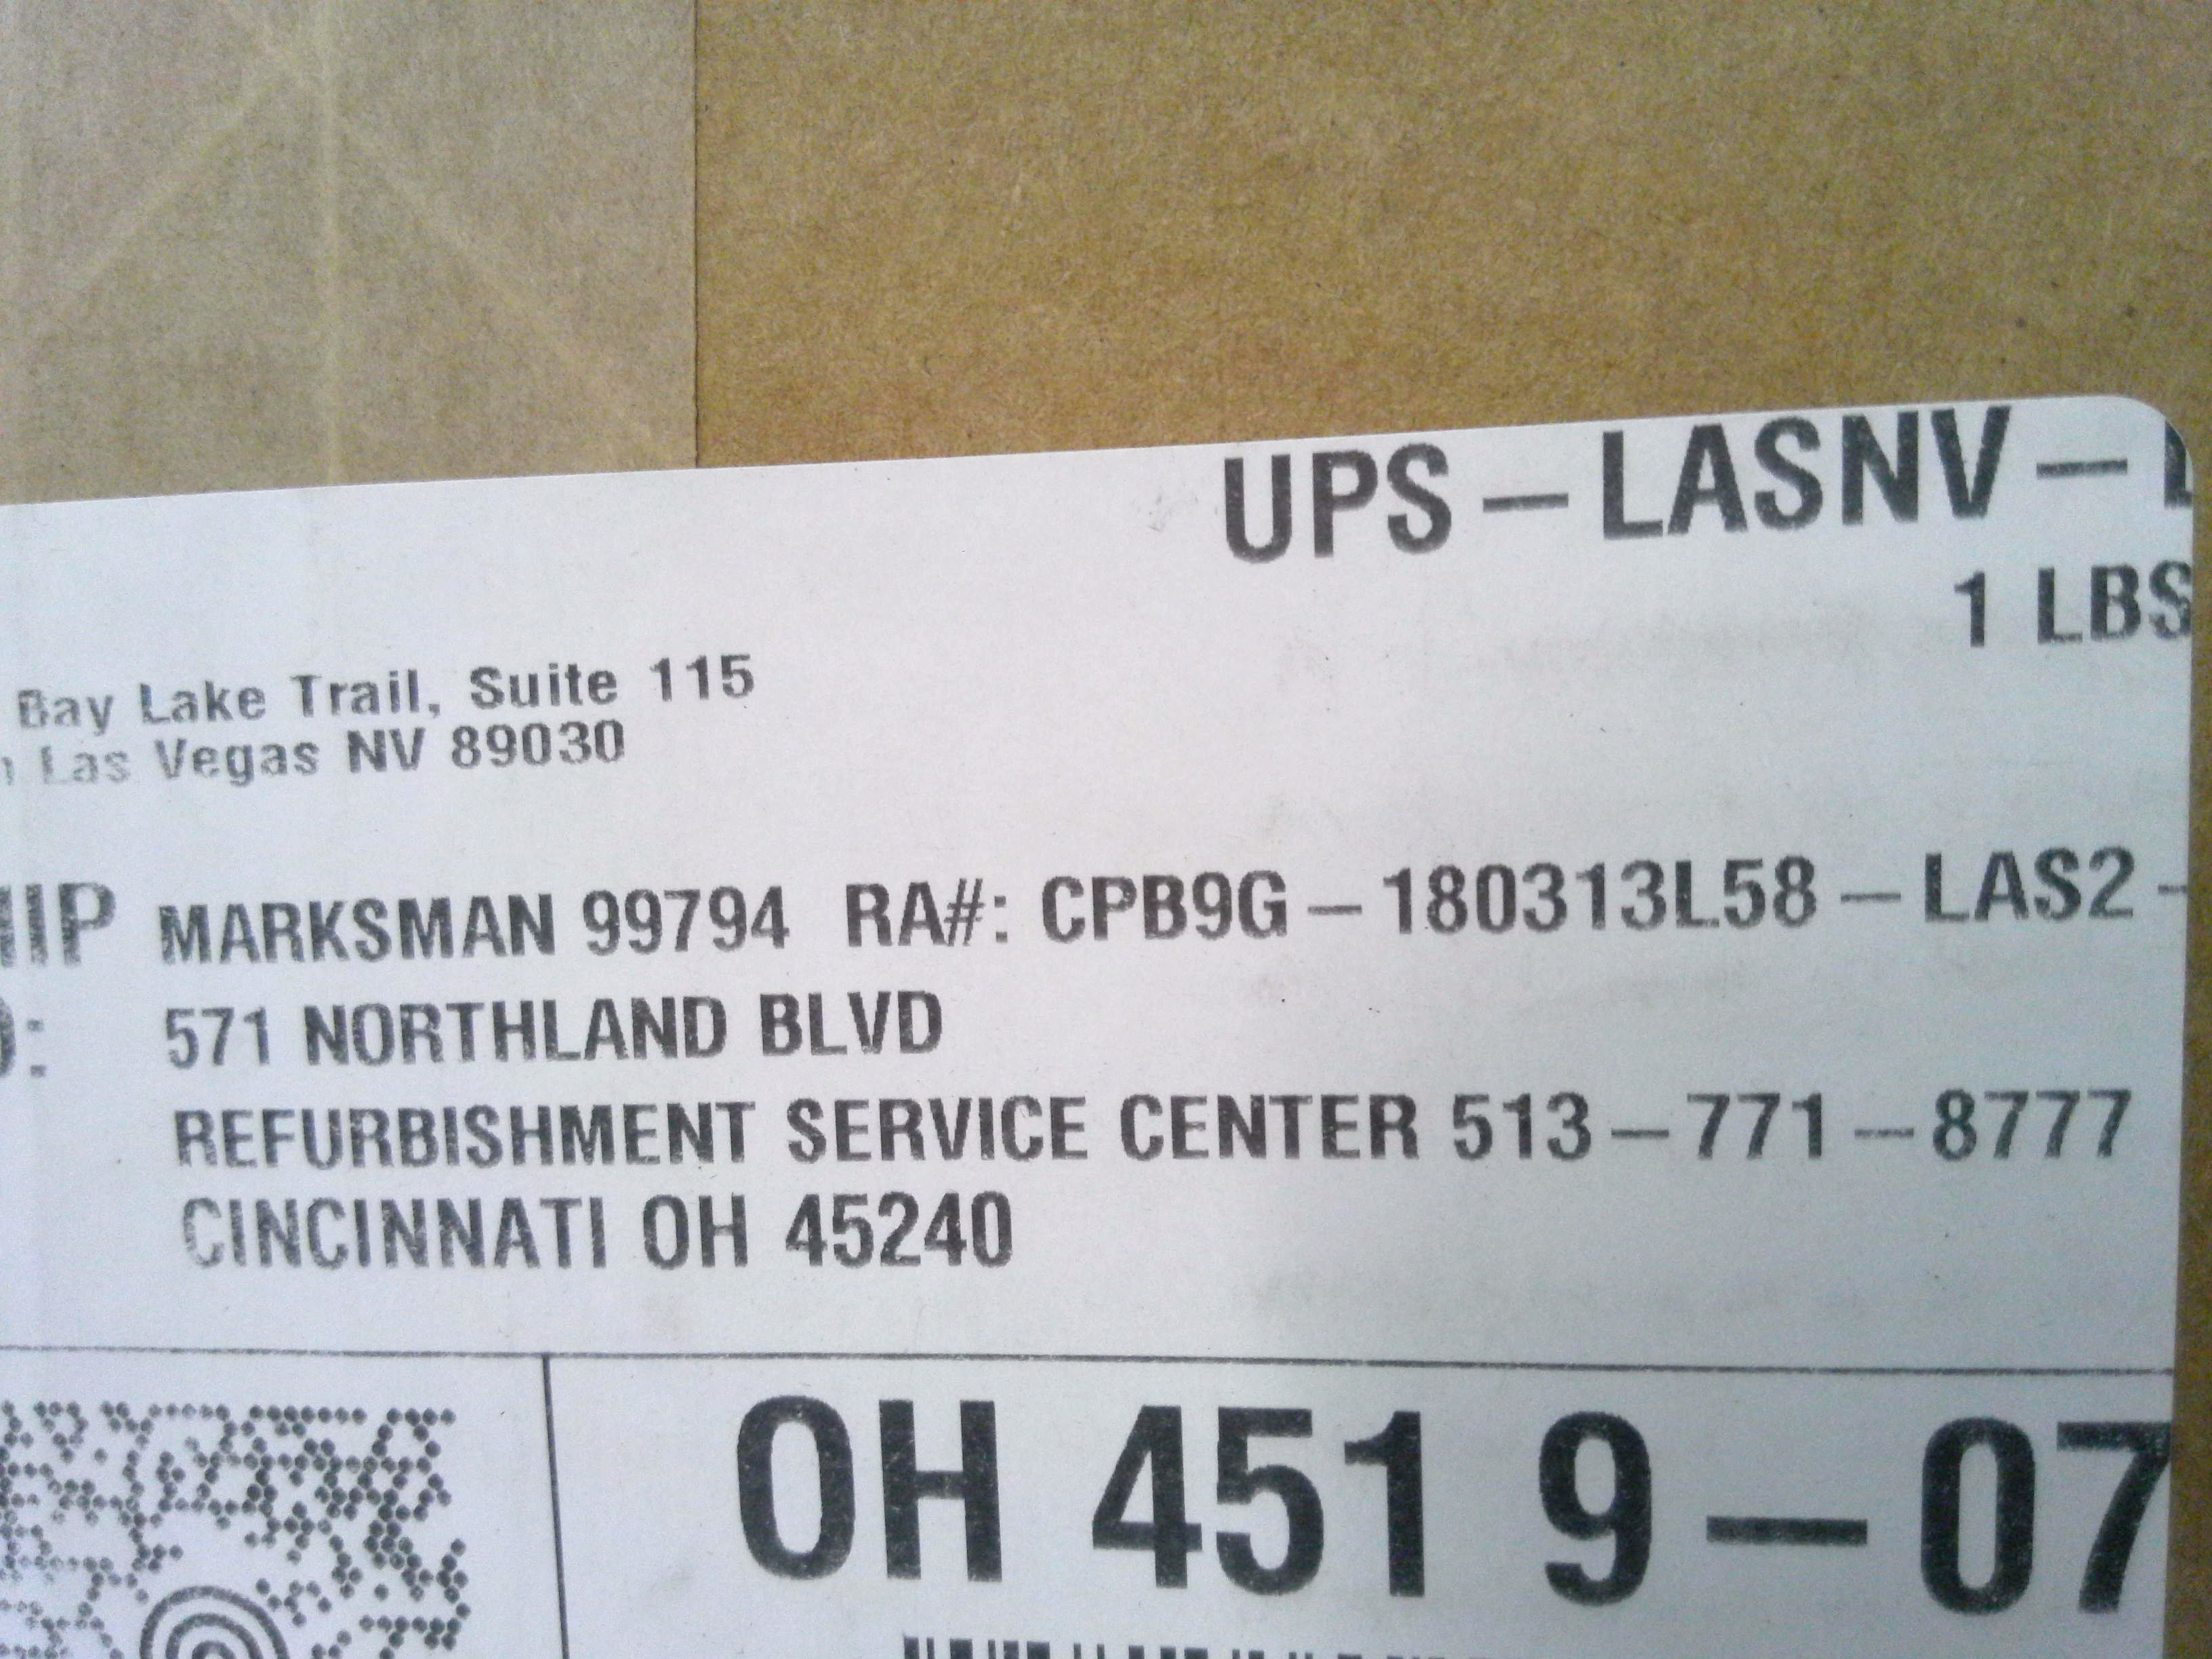 UPS - LASNV -
1 LBS
Bay Lake Trail, Suite 115
Las Vegas NV 89030
MARKSMAN 99794 RA#: CPB9G - 180313L58 - LAS2 -
571 NORTHLAND BLVD
REFURBISHMENT SERVICE CENTER 513-771-8777
CINCINNATI OH 45240
OH 451 9-07